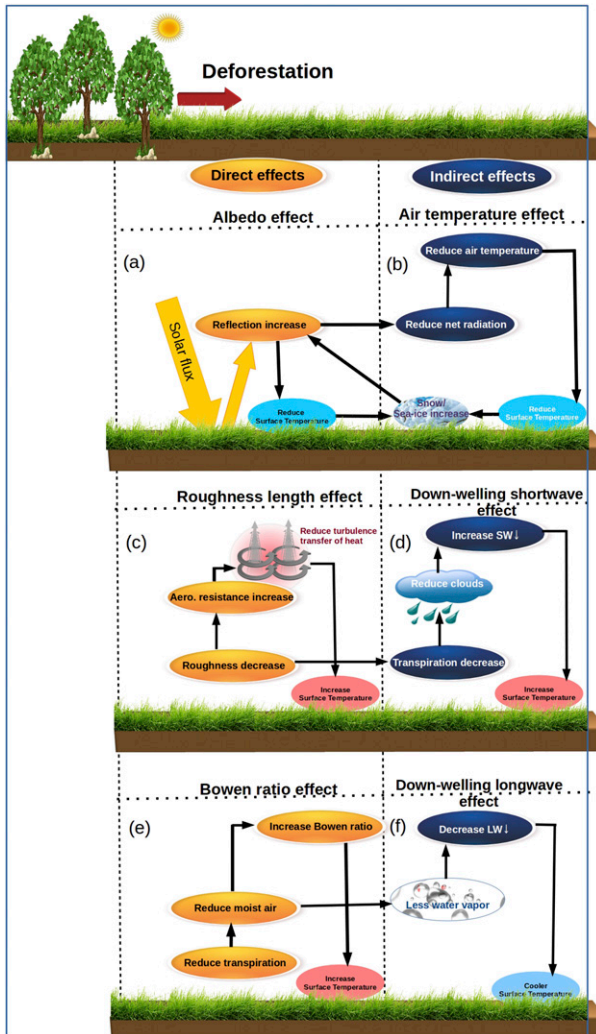 Deforestation
Direct effects
Indirect effects
Albedo effect
Air temperature effect
(a)
(b)
Reduce air temperature
Solar flux
Reflection increase
Reduce net radiation
Reduce
Surface Temperature
Snow/
Sea-ice increase
Reduce
Surface Temperature
Roughness length effect
Down-welling shortwave
effect
(c)
Reduce turbulence
transfer of heat
(d)
Increase SW↓
Aero. resistance increase
Reduce clouds
Roughness decrease
Transpiration decrease
Increase
Surface Temperature
Increase
Surface Temperature
Bowen ratio effect
Down-welling longwave
effect
(e)
Increase Bowen ratio
(f)
Decrease LW↓
Reduce moist air
Less water vapor
Reduce transpiration
Increase
Surface Temperature
Cooler
Surface Temperature